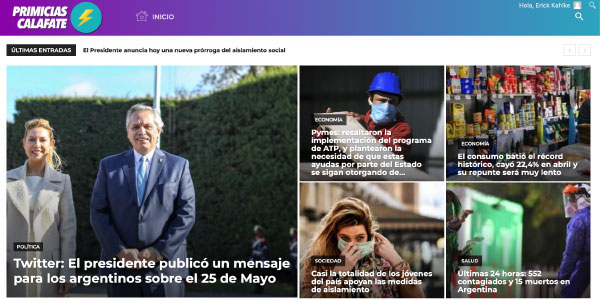 PRIMICIAS
CALAFATE
INICIO
Hola, Erick Kahlke
ÚLTIMAS ENTRADAS
El Presidente anuncia hoy una nueva prórroga del aislamiento social
POLÍTICA
Twitter: El presidente publicó un mensaje
para los argentinos sobre el 25 de Mayo
ECONOMÍA
Pymes: resaltaron la
implementación del programa
de ATP, y plantearon la
necesidad de que estas
ayudas por parte del Estado
se sigan otorgando de...
ECONOMÍA
El consumo batió el récord
histórico, cayó 22,4% en abril y
su repunte será muy lento
SOCIEDAD
Casi la totalidad de los jóvenes
del país apoyan las medidas
de aislamiento
SALUD
Últimas 24 horas: 552
contagiados y 15 muertos en
Argentina